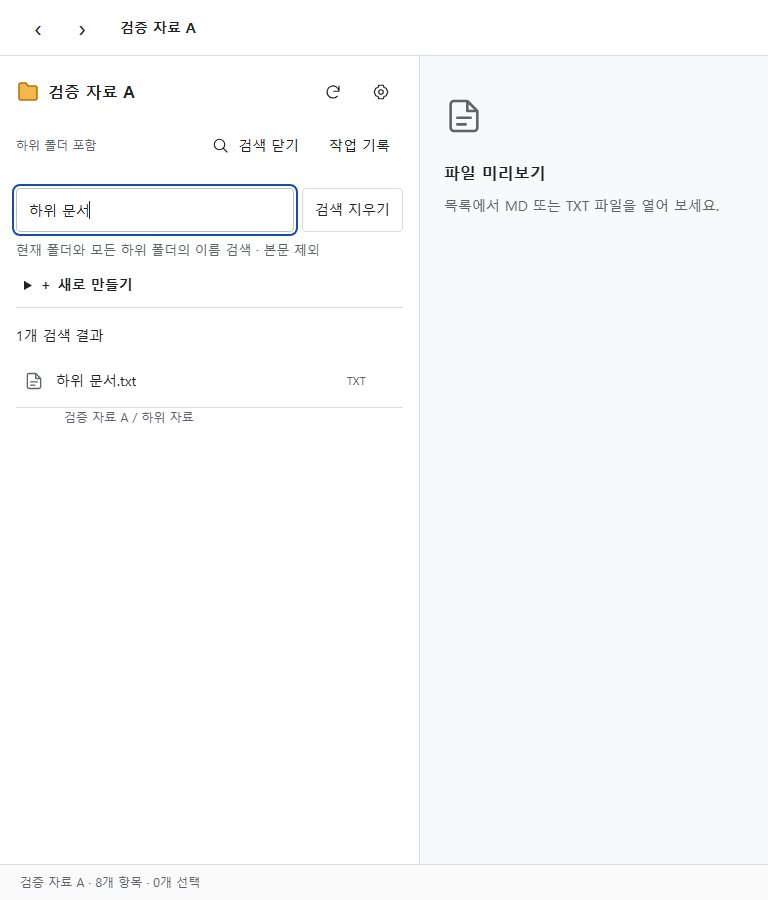 ‹ › 검증 자료 A
검증 자료 A
하위 폴더 포함 검색 닫기 작업 기록
하위 문서 검색 지우기
현재 폴더와 모든 하위 폴더의 이름 검색 · 본문 제외
▶ + 새로 만들기
1개 검색 결과
하위 문서.txt TXT
검증 자료 A / 하위 자료
파일 미리보기
목록에서 MD 또는 TXT 파일을 열어 보세요.
검증 자료 A · 8개 항목 · 0개 선택